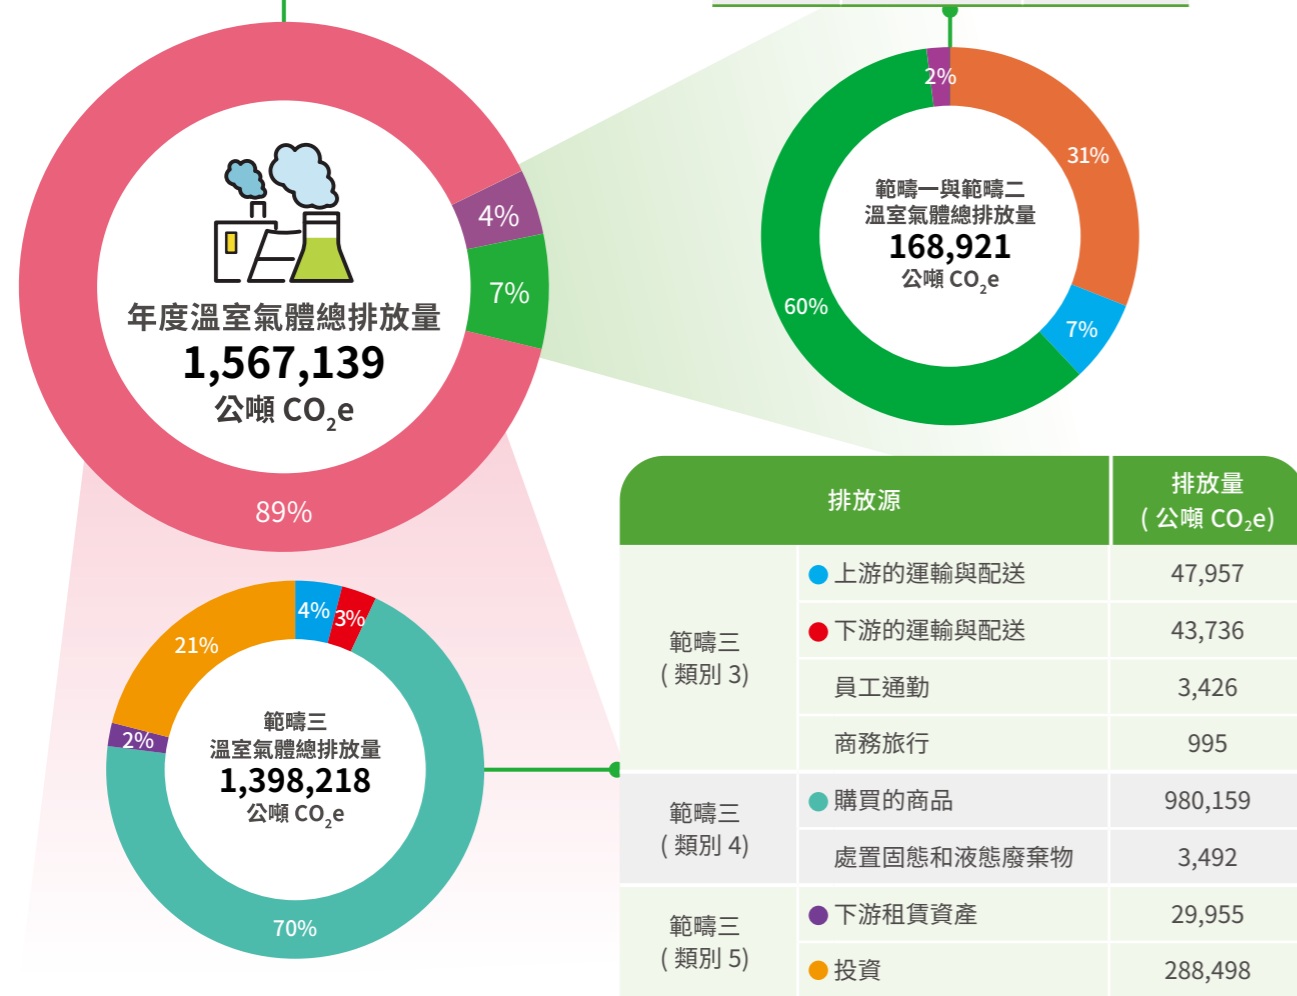 4%
7%
89%
年度溫室氣體總排放量
1,567,139
公噸 CO₂e
2%
31%
7%
60%
範疇一與範疇二
溫室氣體總排放量
168,921
公噸 CO₂e
4%
3%
21%
2%
70%
範疇三
溫室氣體總排放量
1,398,218
公噸 CO₂e
排放源
排放量
( 公噸 CO₂e)
範疇三
( 類別 3)
上游的運輸與配送 47,957
下游的運輸與配送 43,736
員工通勤 3,426
商務旅行 995
範疇三
( 類別 4)
購買的商品 980,159
處置固態和液態廢棄物 3,492
範疇三
( 類別 5)
下游租賃資產 29,955
投資 288,498